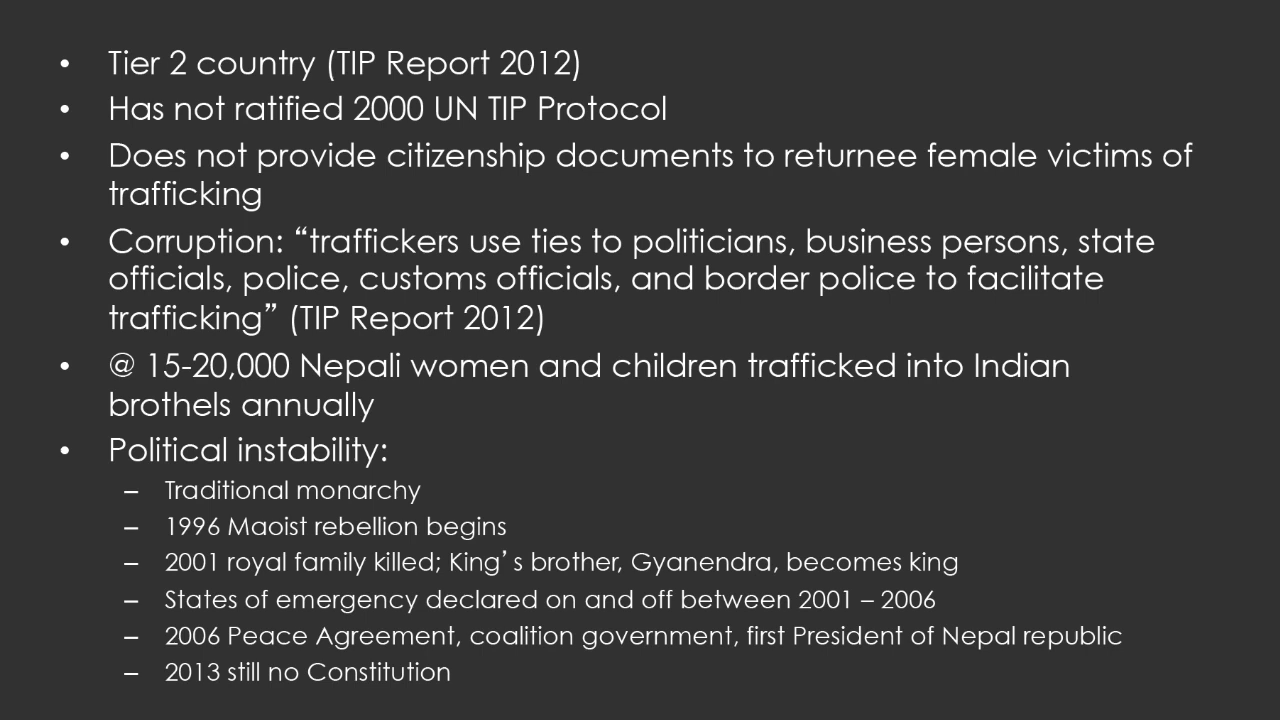 • Tier 2 country (TIP Report 2012)
• Has not ratified 2000 UN TIP Protocol
• Does not provide citizenship documents to returnee female victims of
trafficking
• Corruption: “traffickers use ties to politicians, business persons, state
officials, police, customs officials, and border police to facilitate
trafficking” (TIP Report 2012)
• @ 15-20,000 Nepali women and children trafficked into Indian
brothels annually
• Political instability:
– Traditional monarchy
– 1996 Maoist rebellion begins
– 2001 royal family killed; King’s brother, Gyanendra, becomes king
– States of emergency declared on and off between 2001 – 2006
– 2006 Peace Agreement, coalition government, first President of Nepal republic
– 2013 still no Constitution